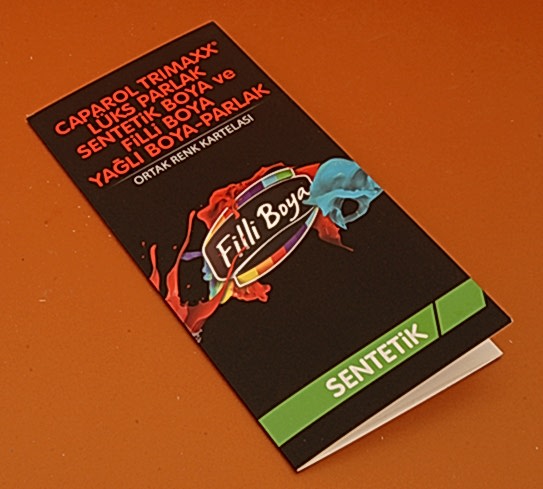 CAPAROL TRIMAXX®
LÜKS PARLAK
SENTETİK BOYA ve
FİLLİ BOYA
YAĞLI BOYA-PARLAK
ORTAK RENK KARTELASI
Filli Boya
SENTETİK